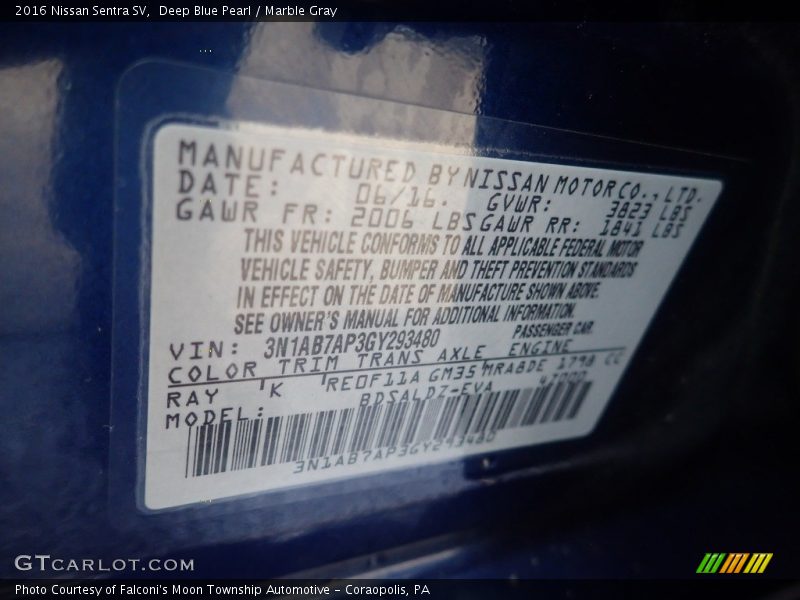 2016 Nissan Sentra SV, Deep Blue Pearl / Marble Gray
MANUFACTURED BY NISSAN MOTOR CO., LTD.
DATE: 06/16. GVWR: 3823 LBS
GAWR FR: 2006 LBS GAWR RR: 1841 LBS
THIS VEHICLE CONFORMS TO ALL APPLICABLE FEDERAL MOTOR
VEHICLE SAFETY, BUMPER AND THEFT PREVENTION STANDARDS
IN EFFECT ON THE DATE OF MANUFACTURE SHOWN ABOVE.
SEE OWNER'S MANUAL FOR ADDITIONAL INFORMATION.
VIN: 3N1AB7AP3GY293480 PASSENGER CAR.
COLOR TRIM TRANS AXLE ENGINE
RAY K RE0F11A GM35 MRA8DE 1798 CC
MODEL: BDSALDZ-EVA
3N1AB7AP3GY293480
GTCARLOT.COM
Photo Courtesy of Falconi's Moon Township Automotive - Coraopolis, PA